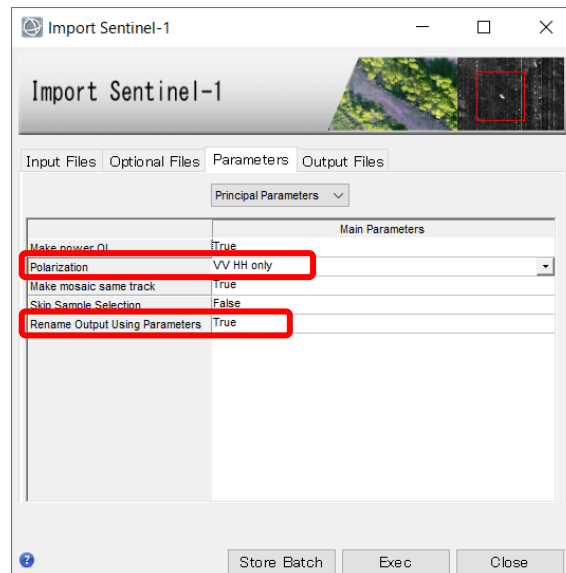 Import Sentinel-1
Import Sentinel-1
Input Files Optional Files Parameters Output Files
Principal Parameters
Main Parameters
Make power QL True
Polarization VV HH only
Make mosaic same track True
Skip Sample Selection False
Rename Output Using Parameters True
?
Store Batch Exec Close